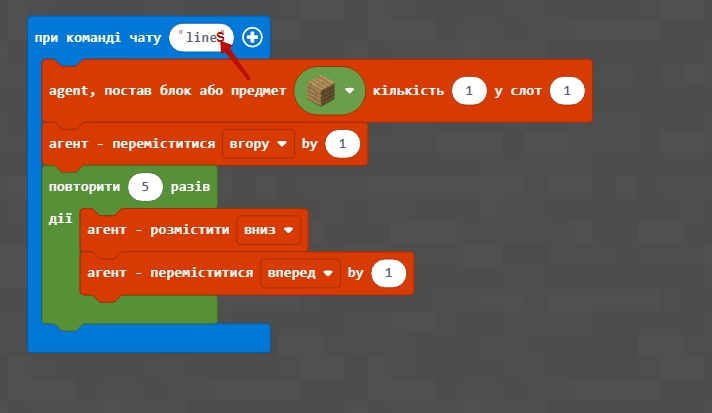 при команді чату "lineS"
agent, постав блок або предмет кількість 1 у слот 1
агент - переміститися вгору by 1
повторити 5 разів
дії
агент - розмістити вниз
агент - переміститися вперед by 1